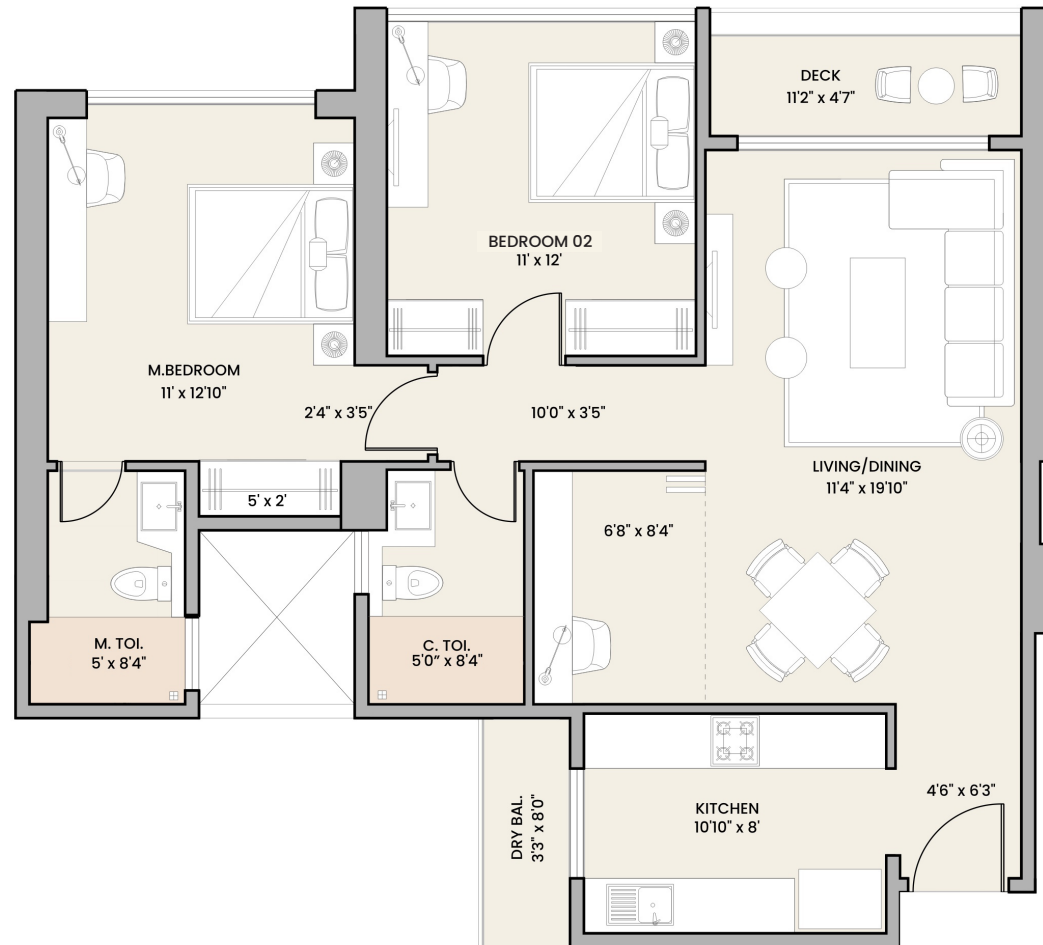 DECK
11'2" x 4'7"
BEDROOM 02
11' x 12'
M.BEDROOM
11' x 12'10"
2'4" x 3'5"
10'0" x 3'5"
LIVING/DINING
11'4" x 19'10"
5' x 2'
6'8" x 8'4"
M. TOI.
5' x 8'4"
C. TOI.
5'0” x 8'4"
4'6" x 6'3"
KITCHEN
10'10" x 8'
DRY BAL.
3'3" x 8'0"